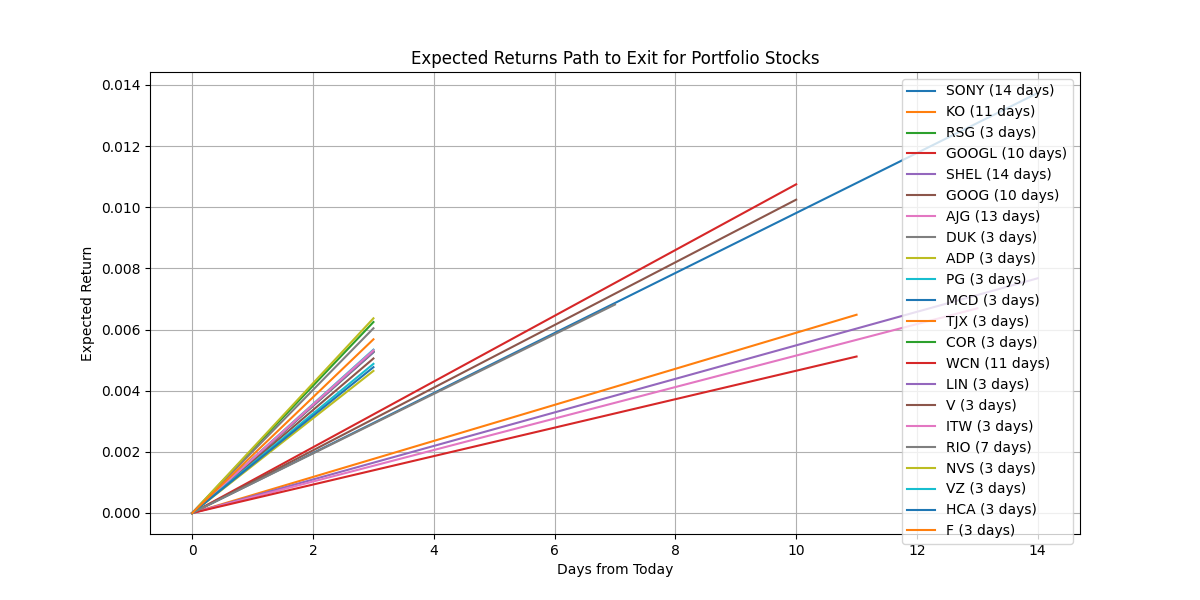 Expected Returns Path to Exit for Portfolio Stocks
0.014
0.012
0.010
0.008
0.006
0.004
0.002
0.000
Expected Return
0
2
4
6
8
10
12
14
Days from Today
SONY (14 days)
KO (11 days)
RSG (3 days)
GOOGL (10 days)
SHEL (14 days)
GOOG (10 days)
AJG (13 days)
DUK (3 days)
ADP (3 days)
PG (3 days)
MCD (3 days)
TJX (3 days)
COR (3 days)
WCN (11 days)
LIN (3 days)
V (3 days)
ITW (3 days)
RIO (7 days)
NVS (3 days)
VZ (3 days)
HCA (3 days)
F (3 days)